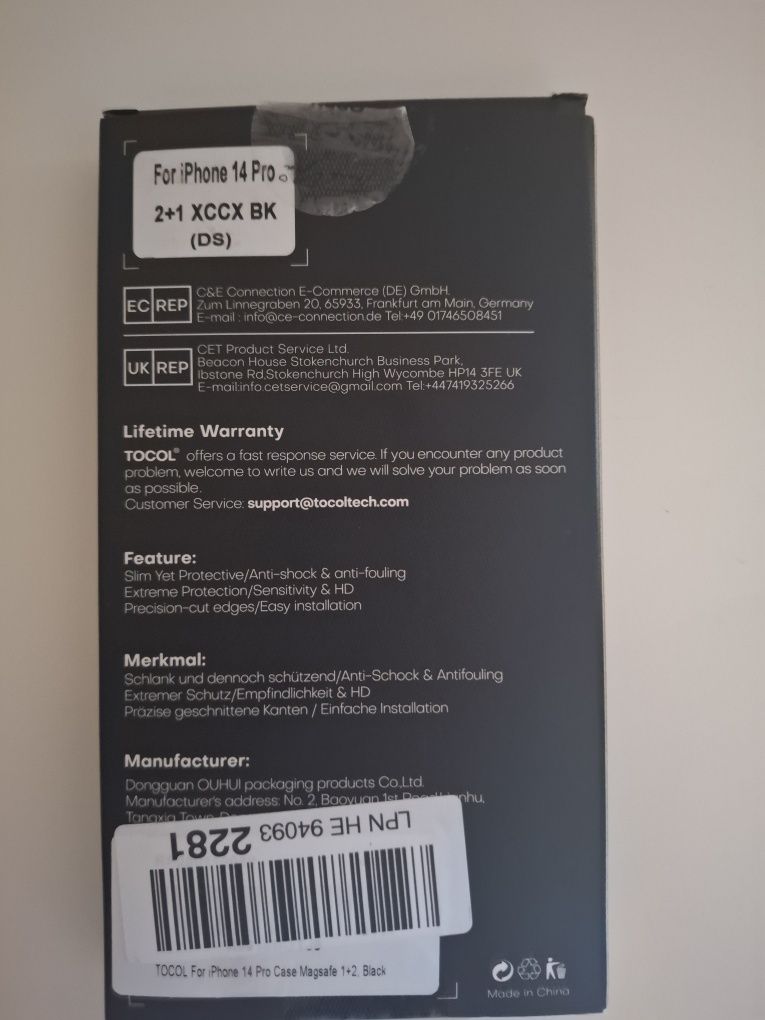 For iPhone 14 Pro
2+1 XCCX BK
(DS)
EC REP
C&E Connection E-Commerce (DE) GmbH.
Zum Linnegraben 20, 65933, Frankfurt am Main, Germany
E-mail : info@ce-connection.de Tel:+49 01746508451
UK REP
CET Product Service Ltd.
Beacon House Stokenchurch Business Park,
Ibstone Rd,Stokenchurch High Wycombe HP14 3FE UK
E-mail:info.cetservice@gmail.com Tel:+447419325266
Lifetime Warranty
TOCOL® offers a fast response service. If you encounter any product
problem, welcome to write us and we will solve your problem as soon
as possible.
Customer Service: support@tocoltech.com
Feature:
Slim Yet Protective/Anti-shock & anti-fouling
Extreme Protection/Sensitivity & HD
Precision-cut edges/Easy installation
Merkmal:
Schlank und dennoch schützend/Anti-Schock & Antifouling
Extremer Schutz/Empfindlichkeit & HD
Präzise geschnittene Kanten / Einfache Installation
Manufacturer:
Dongguan OUHUI packaging products Co.,Ltd.
Manufacturer's address: No. 2, Baoyuan 1st
Tangxia Town,
LPN HE 94093 2281
TOCOL For iPhone 14 Pro Case Magsafe 1+2, Black
Made in China